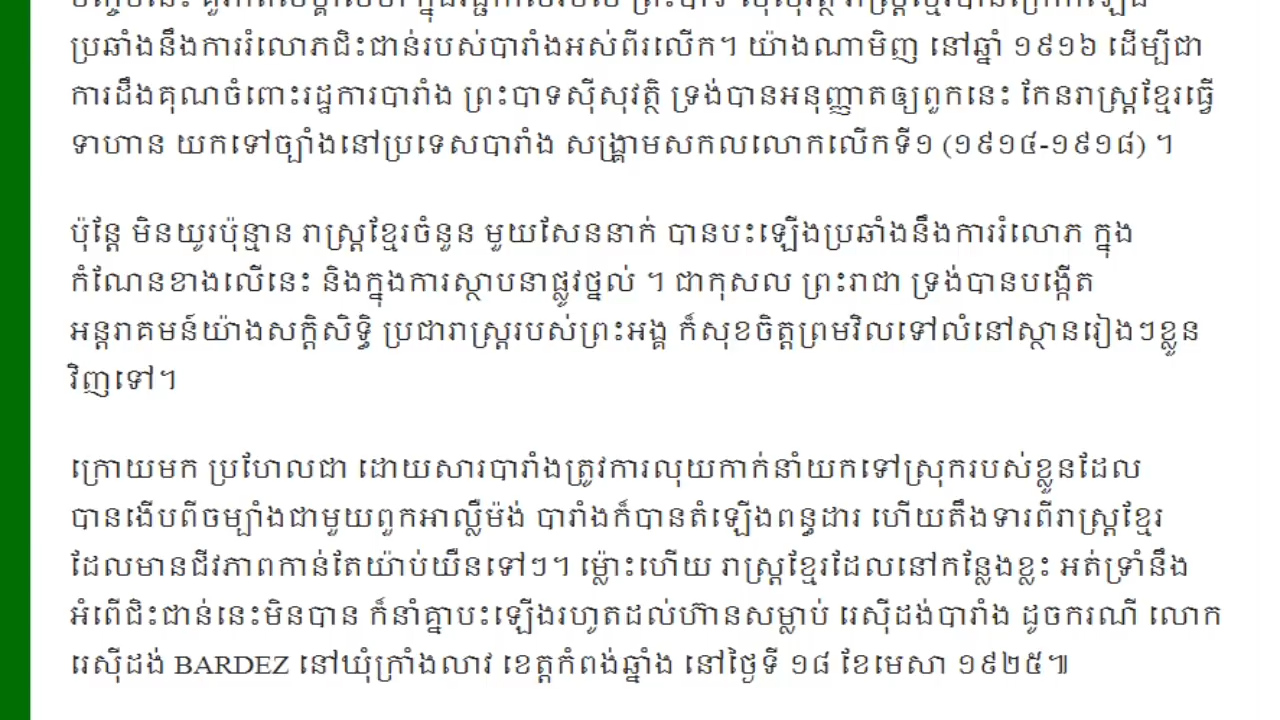 ប្រឆាំងនឹងការរំលោភជិះជាន់របស់បារាំងអស់ពីរលើក។ យ៉ាងណាមិញ នៅឆ្នាំ ១៩១៦ ដើម្បីជា
ការដឹងគុណចំពោះរដ្ឋការបារាំង ព្រះបាទស៊ីសុវត្ថិ ទ្រង់បានអនុញ្ញាតឲ្យពួកនេះ កែនរាស្ត្រខ្មែរធ្វើ
ទាហាន យកទៅច្បាំងនៅប្រទេសបារាំង សង្គ្រាមសកលលោកលើកទី១ (១៩១៤-១៩១៨) ។
ប៉ុន្តែ មិនយូរប៉ុន្មាន រាស្ត្រខ្មែរចំនួន មួយសែននាក់ បានបះឡើងប្រឆាំងនឹងការរំលោភ ក្នុង
កំណែនខាងលើនេះ និងក្នុងការស្ថាបនាផ្លូវថ្នល់ ។ ជាកុសល ព្រះរាជា ទ្រង់បានបង្កើត
អន្តរាគមន៍យ៉ាងសក្តិសិទ្ធិ ប្រជារាស្ត្ររបស់ព្រះអង្គ ក៏សុខចិត្តព្រមវិលទៅលំនៅស្ថានរៀងៗខ្លួន
វិញទៅ។
ក្រោយមក ប្រហែលជា ដោយសារបារាំងត្រូវការលុយកាក់នាំយកទៅស្រុករបស់ខ្លួនដែល
បានងើបពីចម្បាំងជាមួយពួកអាល្លឺម៉ង់ បារាំងក៏បានតំឡើងពន្ធដារ ហើយតឹងទារពីរាស្ត្រខ្មែរ
ដែលមានជីវភាពកាន់តែយ៉ាប់យឺនទៅៗ។ ម្ល៉ោះហើយ រាស្ត្រខ្មែរដែលនៅកន្លែងខ្លះ អត់ទ្រាំនឹង
អំពើជិះជាន់នេះមិនបាន ក៏នាំគ្នាបះឡើងរហូតដល់ហ៊ានសម្លាប់ រេស៊ីដង់បារាំង ដូចករណី លោក
រេស៊ីដង់ BARDEZ នៅឃុំក្រាំងលាវ ខេត្តកំពង់ឆ្នាំង នៅថ្ងៃទី ១៨ ខែមេសា ១៩២៥៕